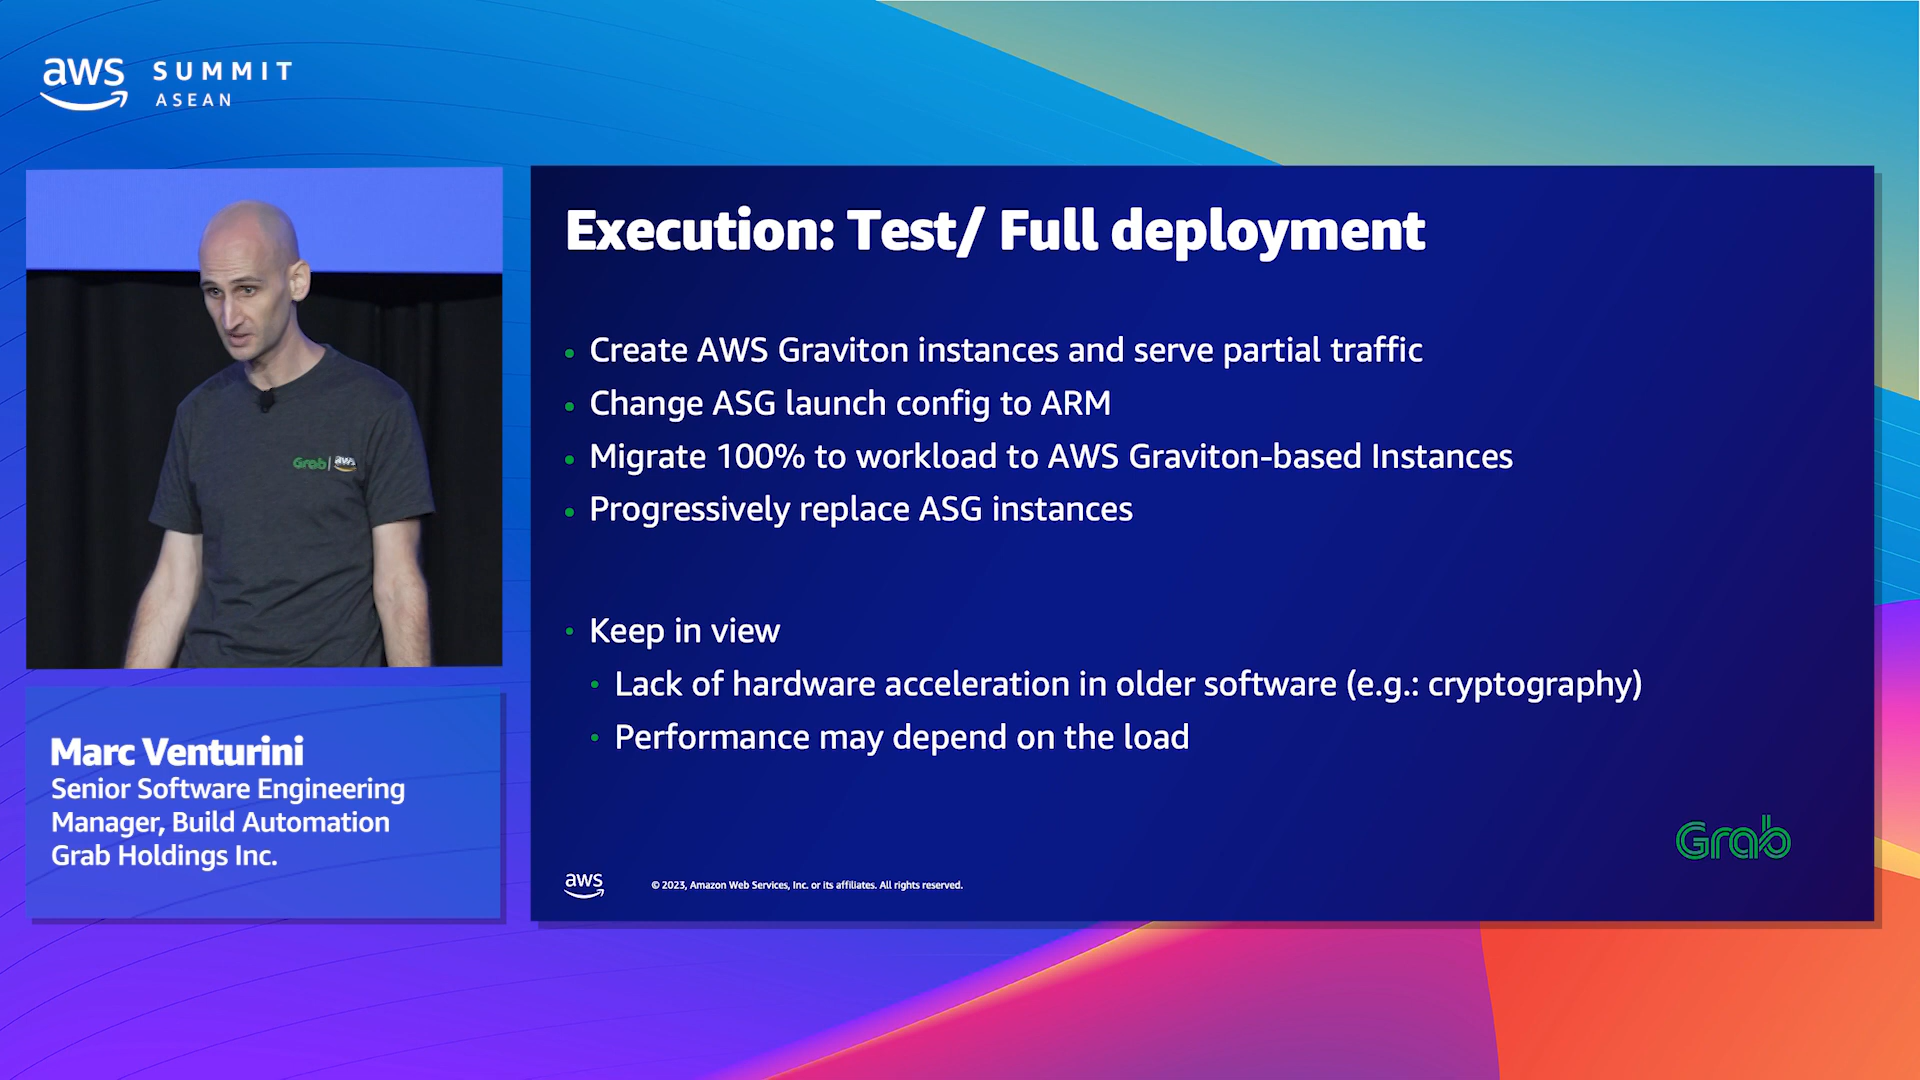 aws SUMMIT
ASEAN
Grab | aws
Marc Venturini
Senior Software Engineering
Manager, Build Automation
Grab Holdings Inc.
Execution: Test/ Full deployment
• Create AWS Graviton instances and serve partial traffic
• Change ASG launch config to ARM
• Migrate 100% to workload to AWS Graviton-based Instances
• Progressively replace ASG instances
• Keep in view
• Lack of hardware acceleration in older software (e.g.: cryptography)
• Performance may depend on the load
Grab
aws
© 2023, Amazon Web Services, Inc. or its affiliates. All rights reserved.